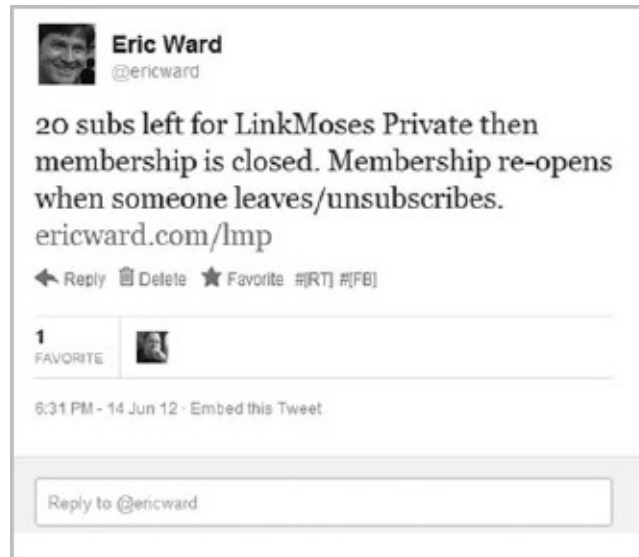 Eric Ward
@ericward
20 subs left for LinkMoses Private then
membership is closed. Membership re-opens
when someone leaves/unsubscribes.
ericward.com/lmp
Reply Delete Favorite #[RT] #[FB]
1
FAVORITE
6:31 PM - 14 Jun 12 · Embed this Tweet
Reply to @ericward